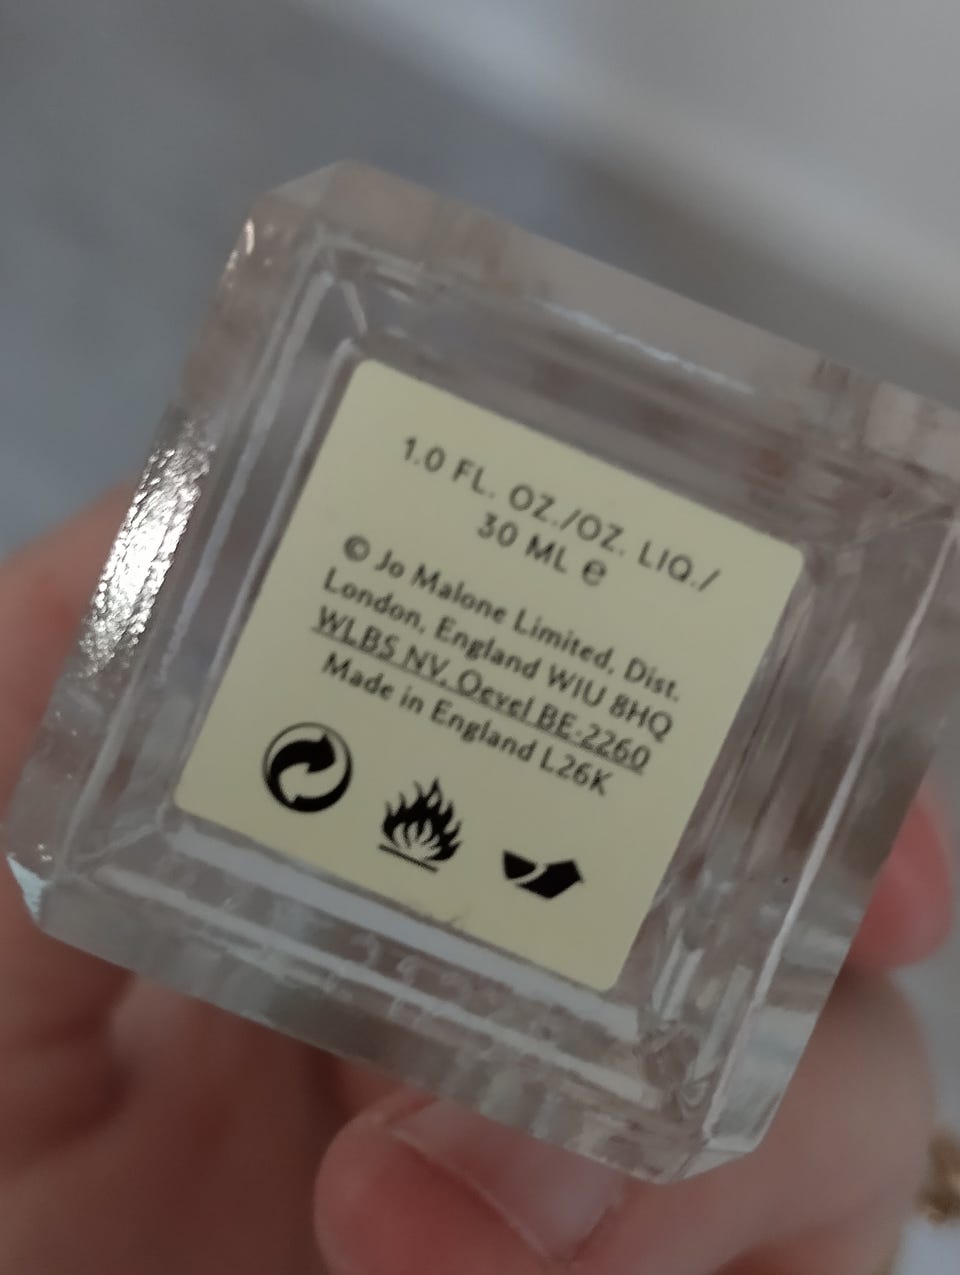 1.0 FL. OZ./OZ. LIQ./
30 ML e
© Jo Malone Limited, Dist.
London, England WIU 8HQ
WLBS NV, Oevel BE-2260
Made in England L26K